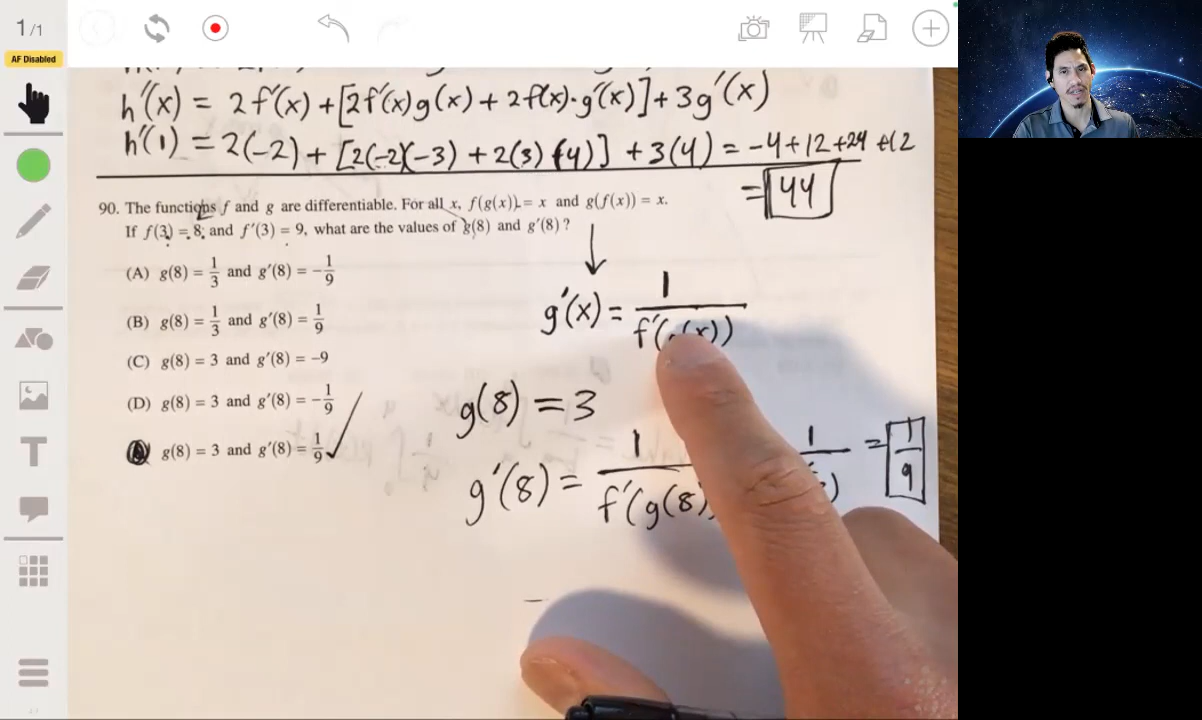 1/1
AF Disabled
h'(x) = 2f'(x) + [2f'(x)g(x) + 2f(x)·g'(x)] + 3g'(x)
h'(1) = 2(-2) + [2(-2)(-3) + 2(3)(4)] + 3(4) = -4+12+24+12
= 44
90. The functions f and g are differentiable. For all x, f(g(x)) = x and g(f(x)) = x.
If f(3) = 8 and f'(3) = 9, what are the values of g(8) and g'(8)?
(A) g(8) = 1/3 and g'(8) = -1/9
g'(x) = 1/f'(g(x))
(B) g(8) = 1/3 and g'(8) = 1/9
(C) g(8) = 3 and g'(8) = -9
(D) g(8) = 3 and g'(8) = -1/9
g(8) = 3
g(8) = 3 and g'(8) = 1/9
g'(8) = 1/f'(g(8)
= 1/9
T